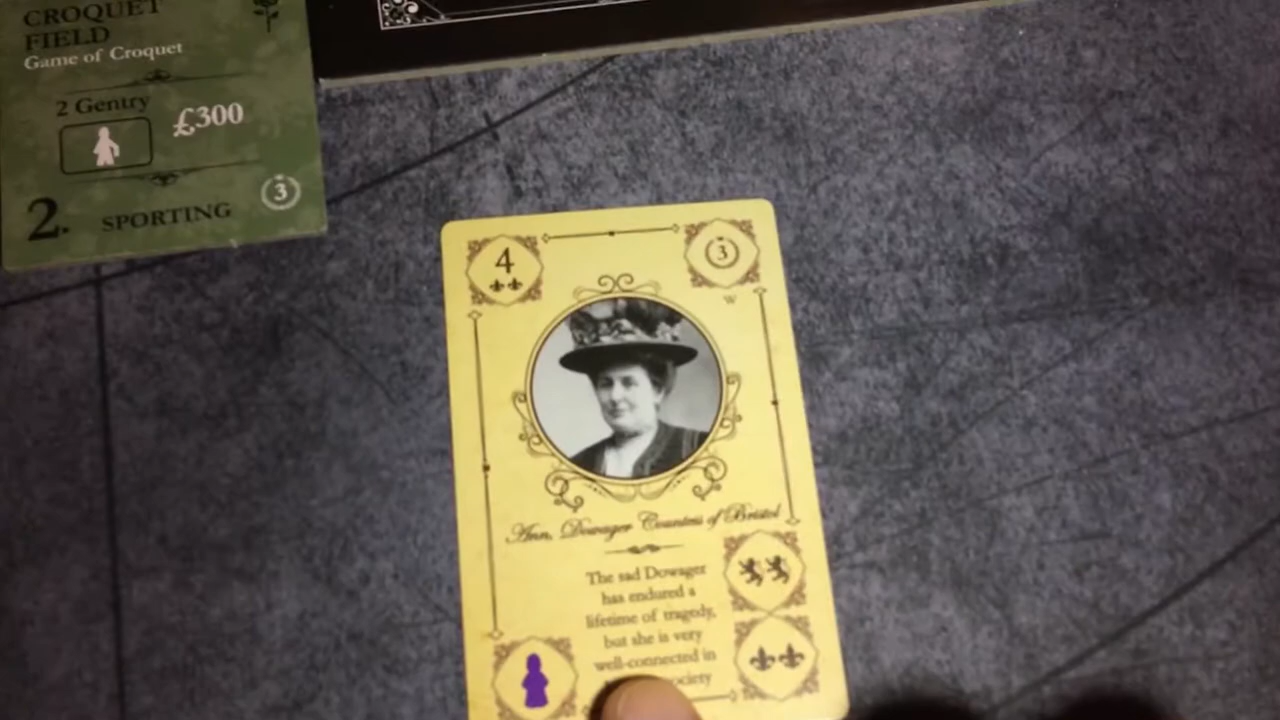 CROQUET
FIELD
Game of Croquet
2 Gentry
£300
2. SPORTING
3
4
3
W
Ann, Dowager Countess of Bristol
The sad Dowager
has endured a
lifetime of tragedy,
but she is very
well-connected in